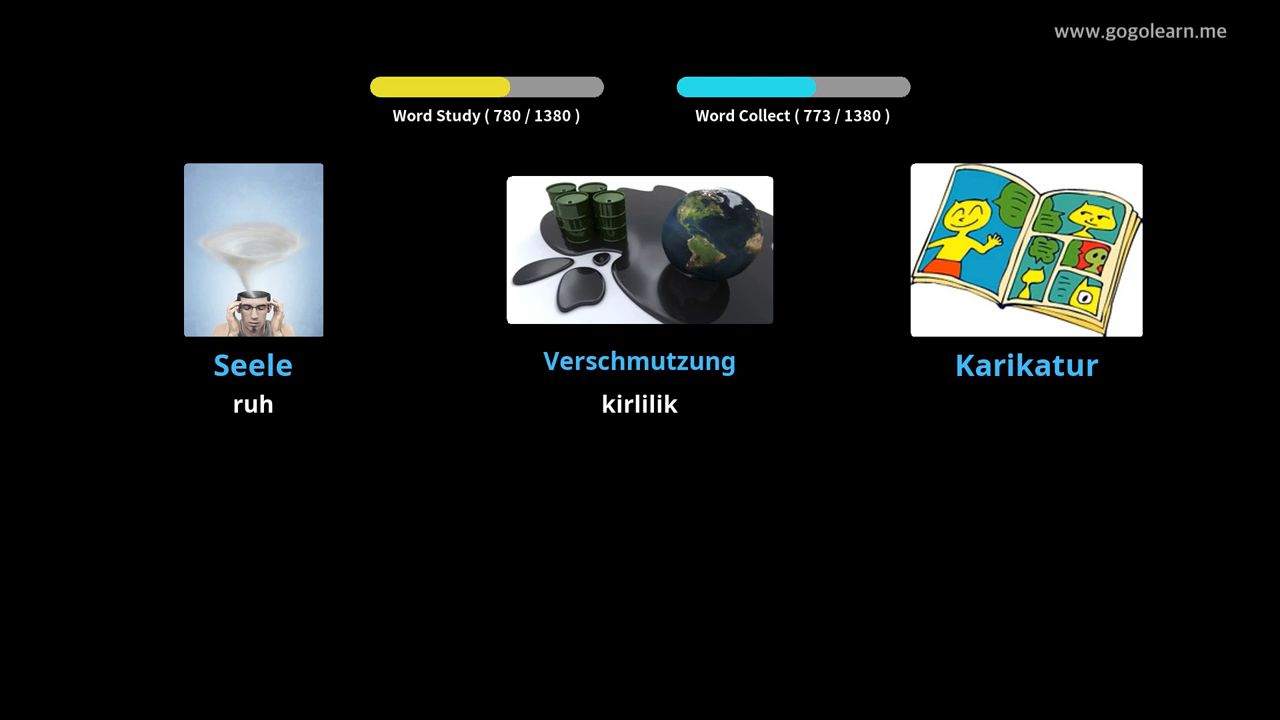 www.gogolearn.me
Word Study ( 780 / 1380 )
Word Collect ( 773 / 1380 )
Seele
Verschmutzung
Karikatur
ruh
kirlilik